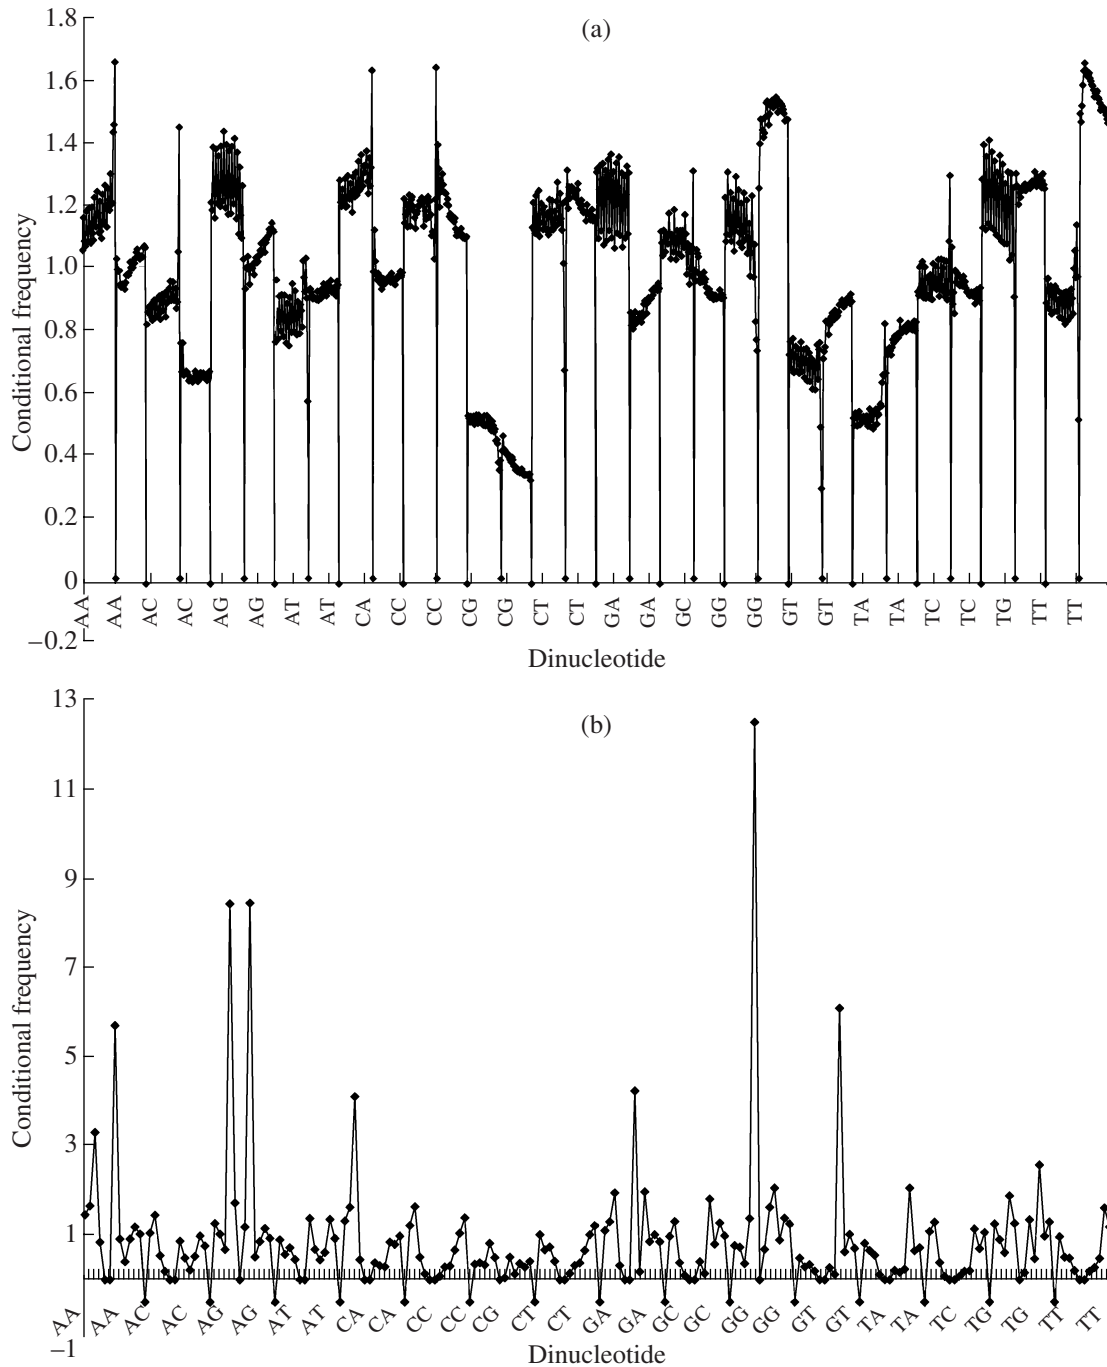 (a)
1.8
1.6
1.4
1.2
1.0
0.8
0.6
0.4
0.2
0
–0.2
Conditional frequency
AA AA AC AC AG AG AT AT CA CC CC CG CG CT CT GA GA GC GG GG GT GT TA TA TC TC TG TT TT
Dinucleotide
(b)
13
11
9
7
5
3
1
–1
Conditional frequency
AA AA AC AC AG AG AT AT CA CA CC CC CG CT CT GA GA GC GC GG GG GT GT TA TA TC TG TG TT TT
Dinucleotide